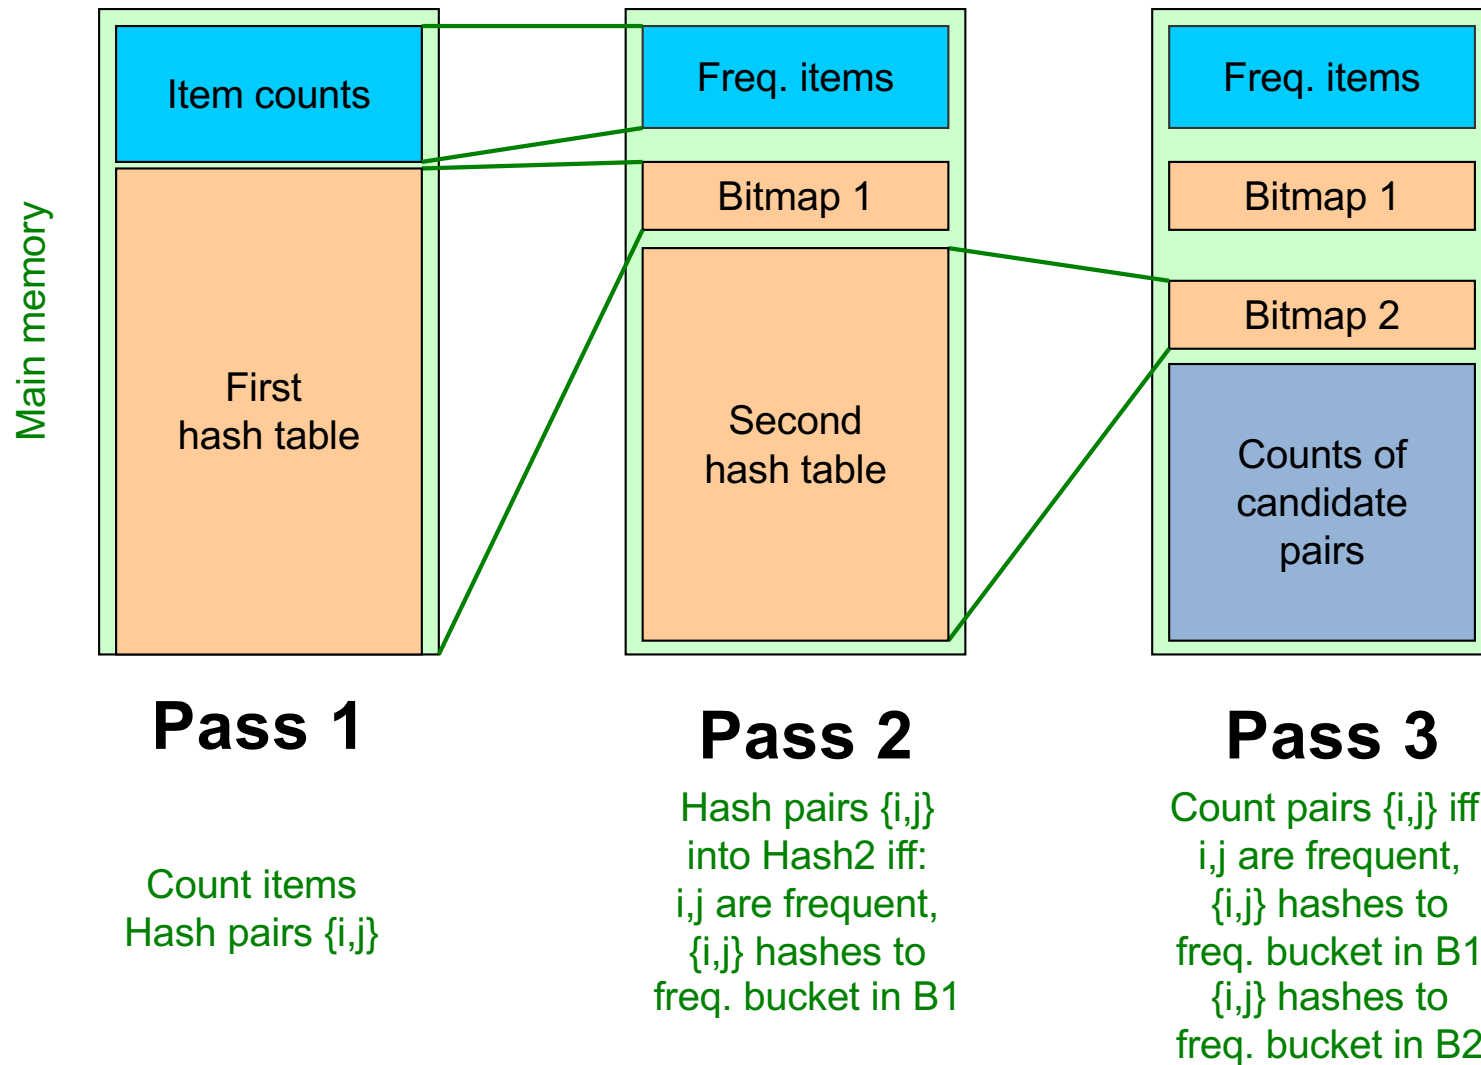 Main memory
Item counts
First
hash table
Pass 1
Count items
Hash pairs {i,j}
Freq. items
Bitmap 1
Second
hash table
Pass 2
Hash pairs {i,j}
into Hash2 iff:
i,j are frequent,
{i,j} hashes to
freq. bucket in B1
Freq. items
Bitmap 1
Bitmap 2
Counts of
candidate
pairs
Pass 3
Count pairs {i,j} iff
i,j are frequent,
{i,j} hashes to
freq. bucket in B1
{i,j} hashes to
freq. bucket in B2